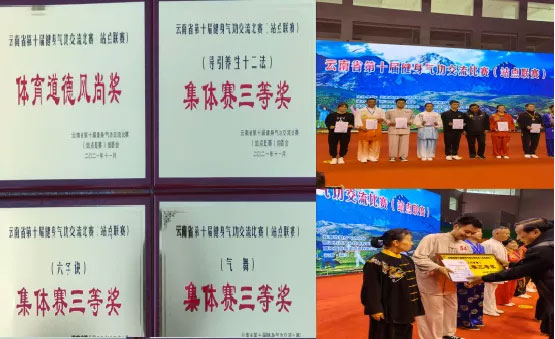 云南省第十届健身气功交流比赛（站点联赛）
体育道德风尚奖
云南省第十届健身气功交流比赛
（站点联赛）组委会
二〇二一年十一月
云南省第十届健身气功交流比赛（站点联赛）
（导引养生功十二法）
集体赛三等奖
云南省第十届健身气功交流比赛
（站点联赛）组委会
二〇二一年十一月
云南省第十届健身气功交流比赛（站点联赛）
（六字诀）
集体赛三等奖
云南省第十届健身气功交流比赛（站点联赛）
（气舞）
集体赛三等奖
云南省第十届健身气功交流比赛（站点联赛）
气功交流比赛（站点联赛）
三等奖